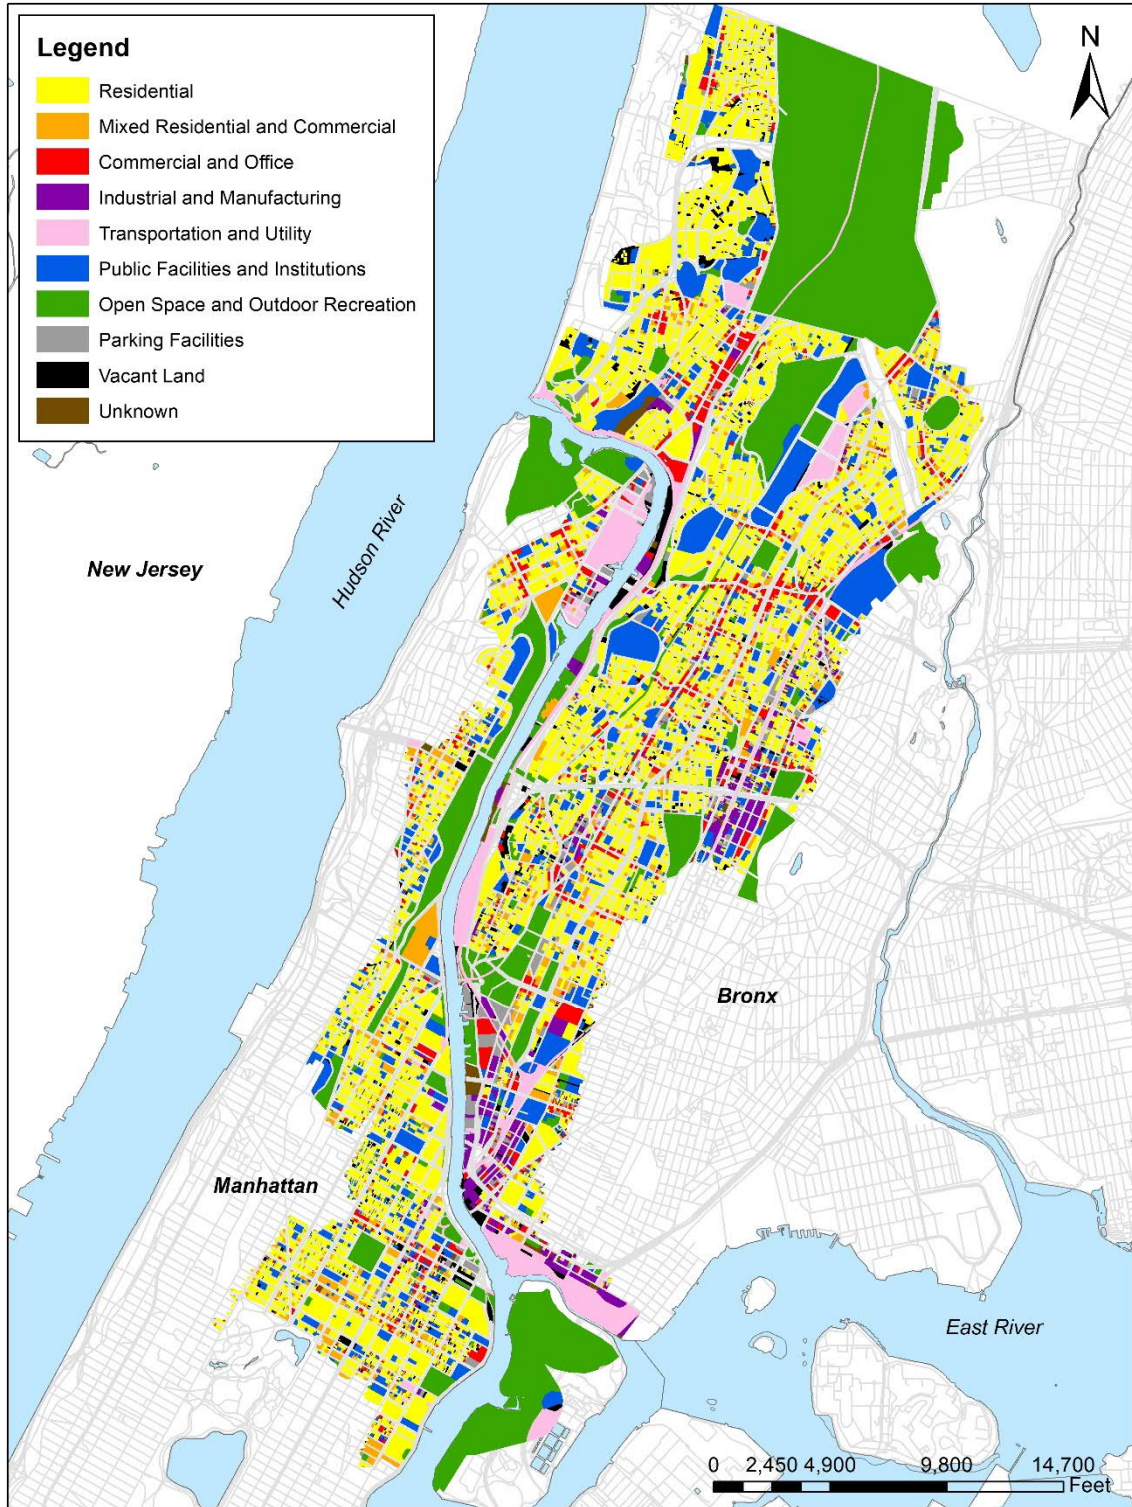 Legend
Residential
Mixed Residential and Commercial
Commercial and Office
Industrial and Manufacturing
Transportation and Utility
Public Facilities and Institutions
Open Space and Outdoor Recreation
Parking Facilities
Vacant Land
Unknown
N
New Jersey
Hudson River
Bronx
Manhattan
East River
0 2,450 4,900 9,800 14,700
Feet